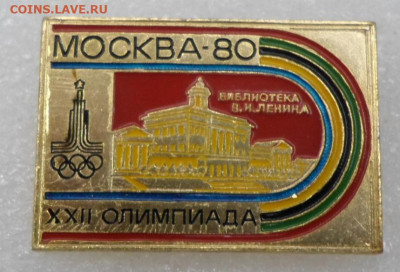 COINS.LAVE.RU
МОСКВА-80
БИБЛИОТЕКА
В.И.ЛЕНИНА
XXII ОЛИМПИАДА